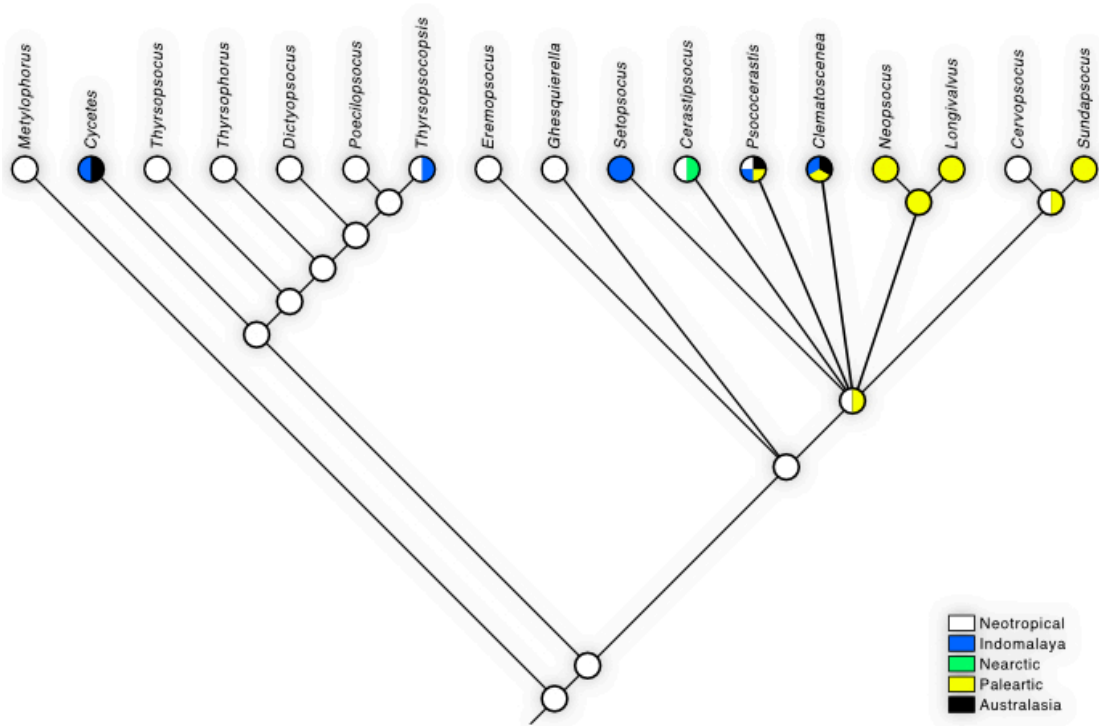 Metylophorus
Cycetes
Thyrsopsocus
Thyrsophorus
Dictyopsocus
Poecilopsocus
Thyrsopsocopsis
Eremopsocus
Ghesquierella
Setopsocus
Cerastipsocus
Psococerastis
Clematoscenea
Neopsocus
Longivalvus
Cervopsocus
Sundapsocus
Neotropical
Indomalaya
Nearctic
Paleartic
Australasia